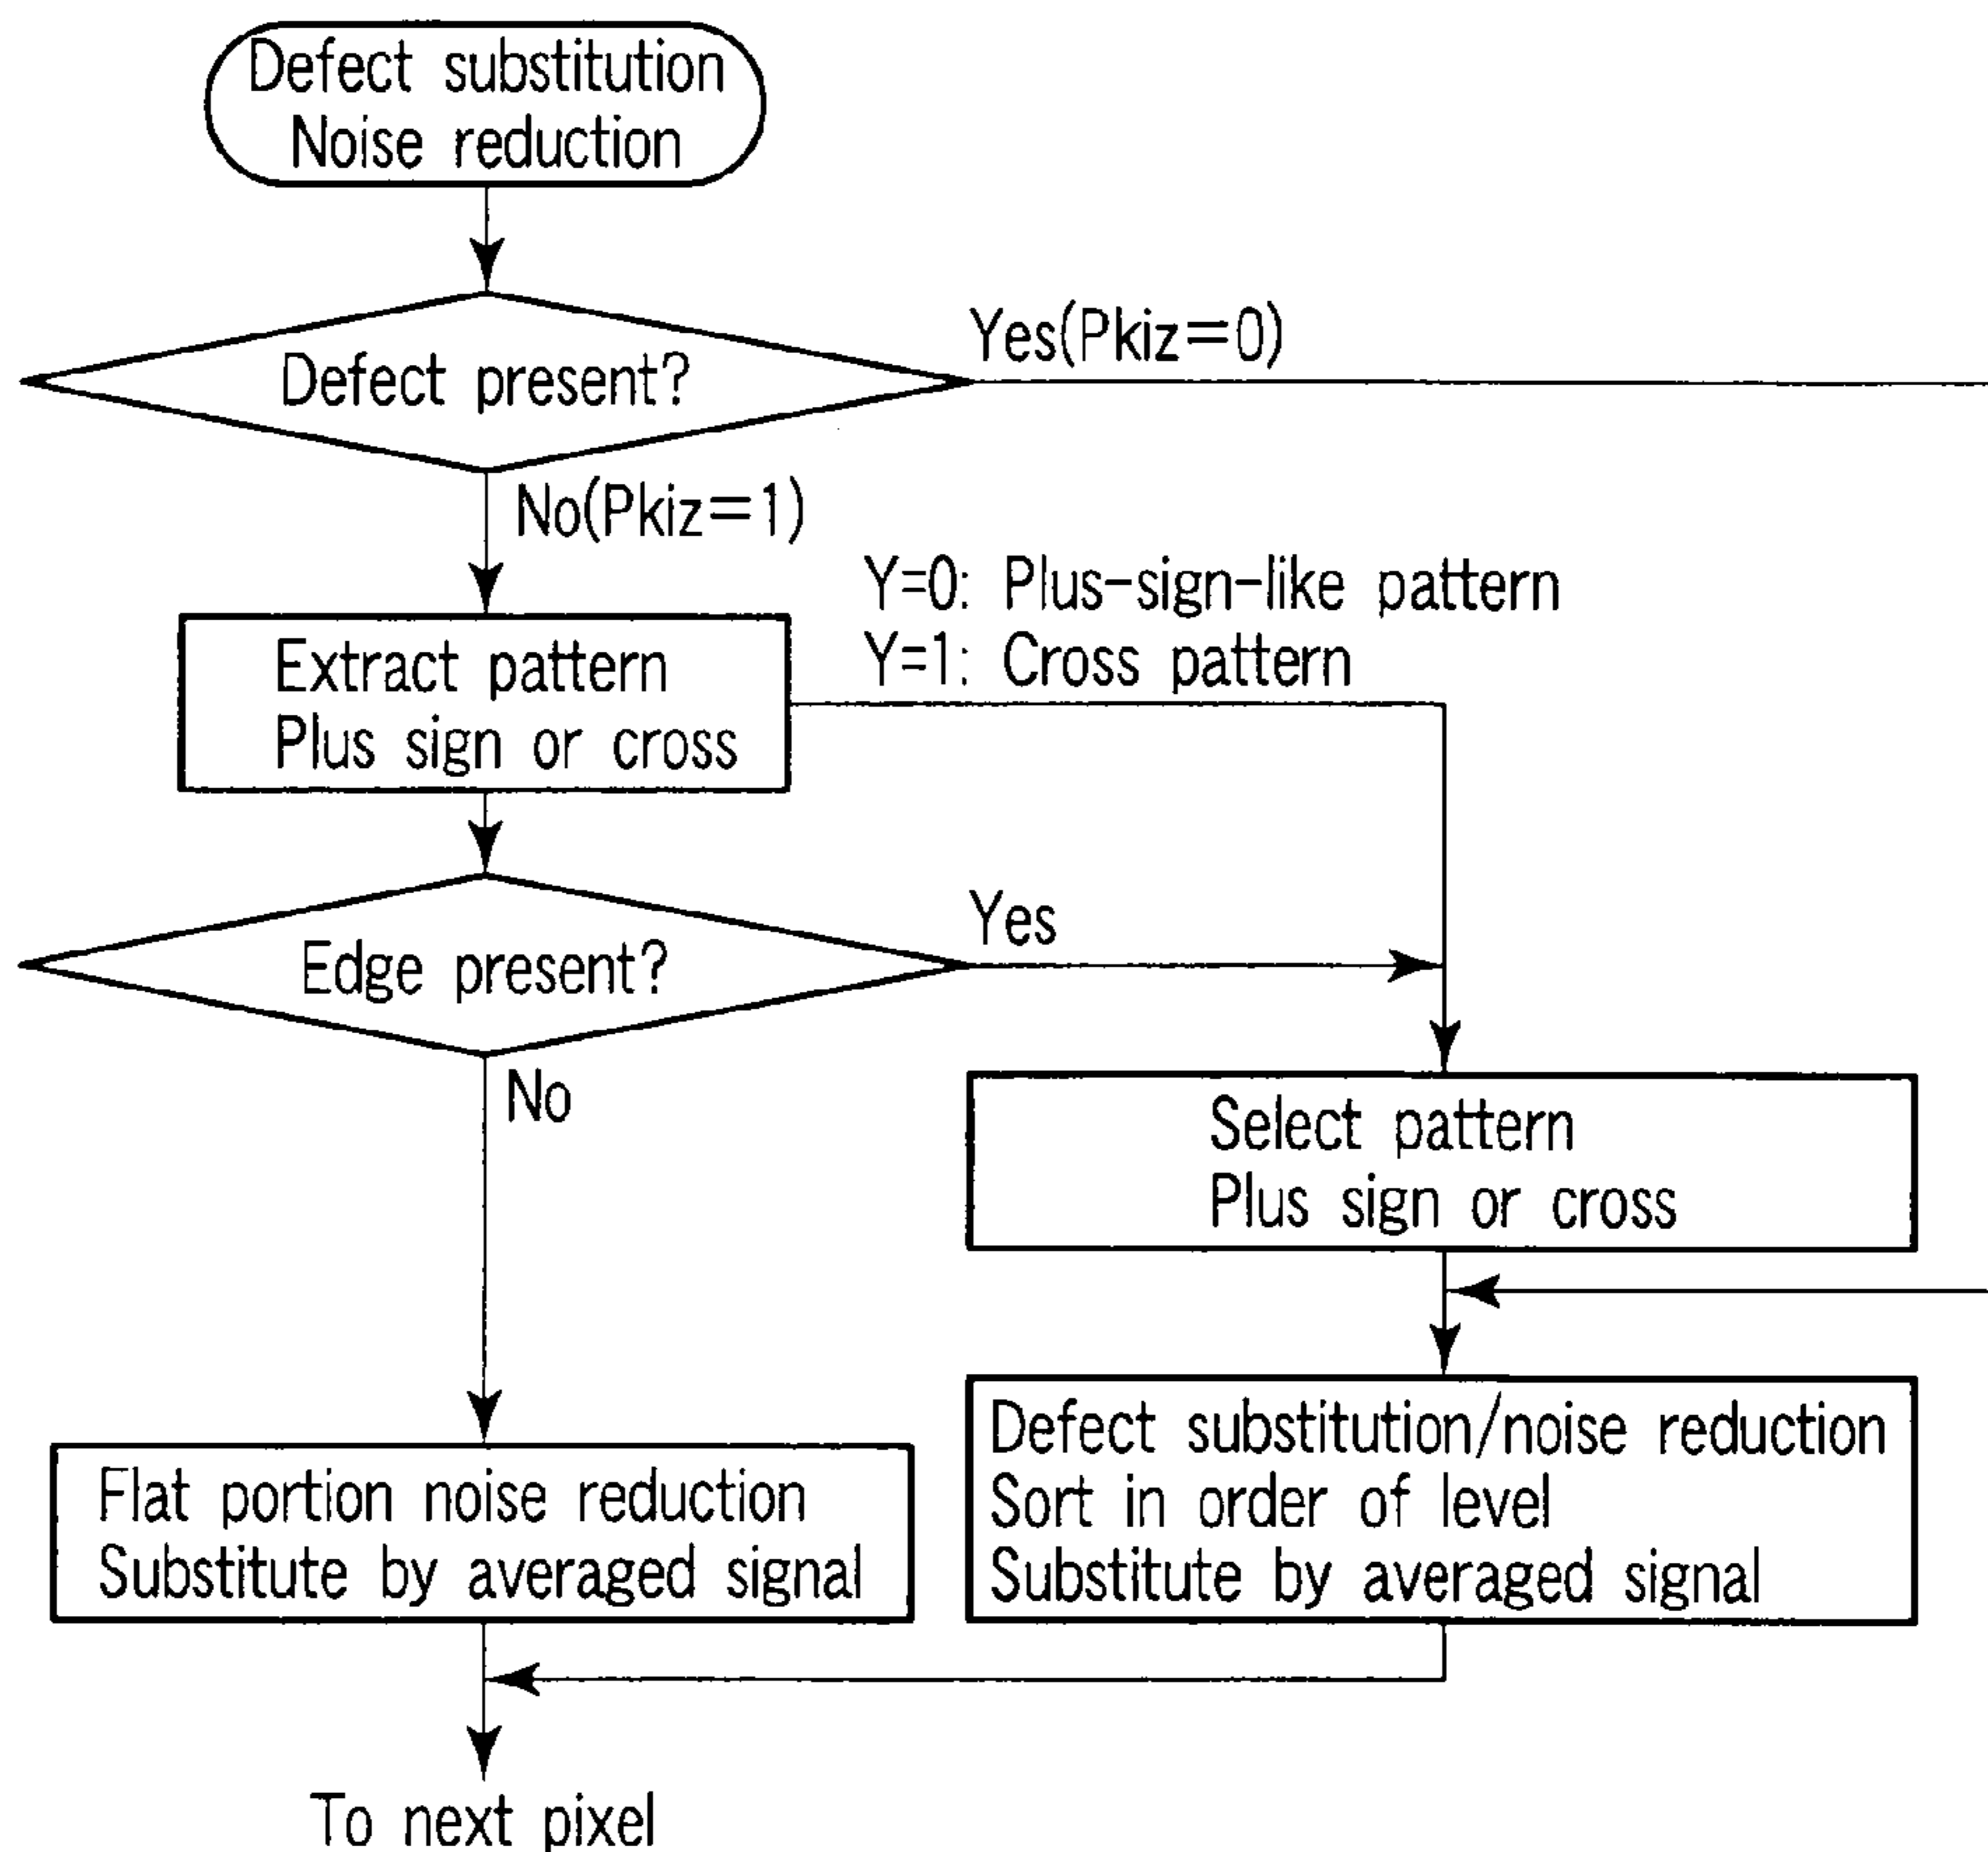 Defect substitution
Noise reduction
Defect present?
Yes(Pkiz=0)
No(Pkiz=1)
Y=0: Plus-sign-like pattern
Y=1: Cross pattern
Extract pattern
Plus sign or cross
Edge present?
Yes
No
Select pattern
Plus sign or cross
Flat portion noise reduction
Substitute by averaged signal
Defect substitution/noise reduction
Sort in order of level
Substitute by averaged signal
To next pixel